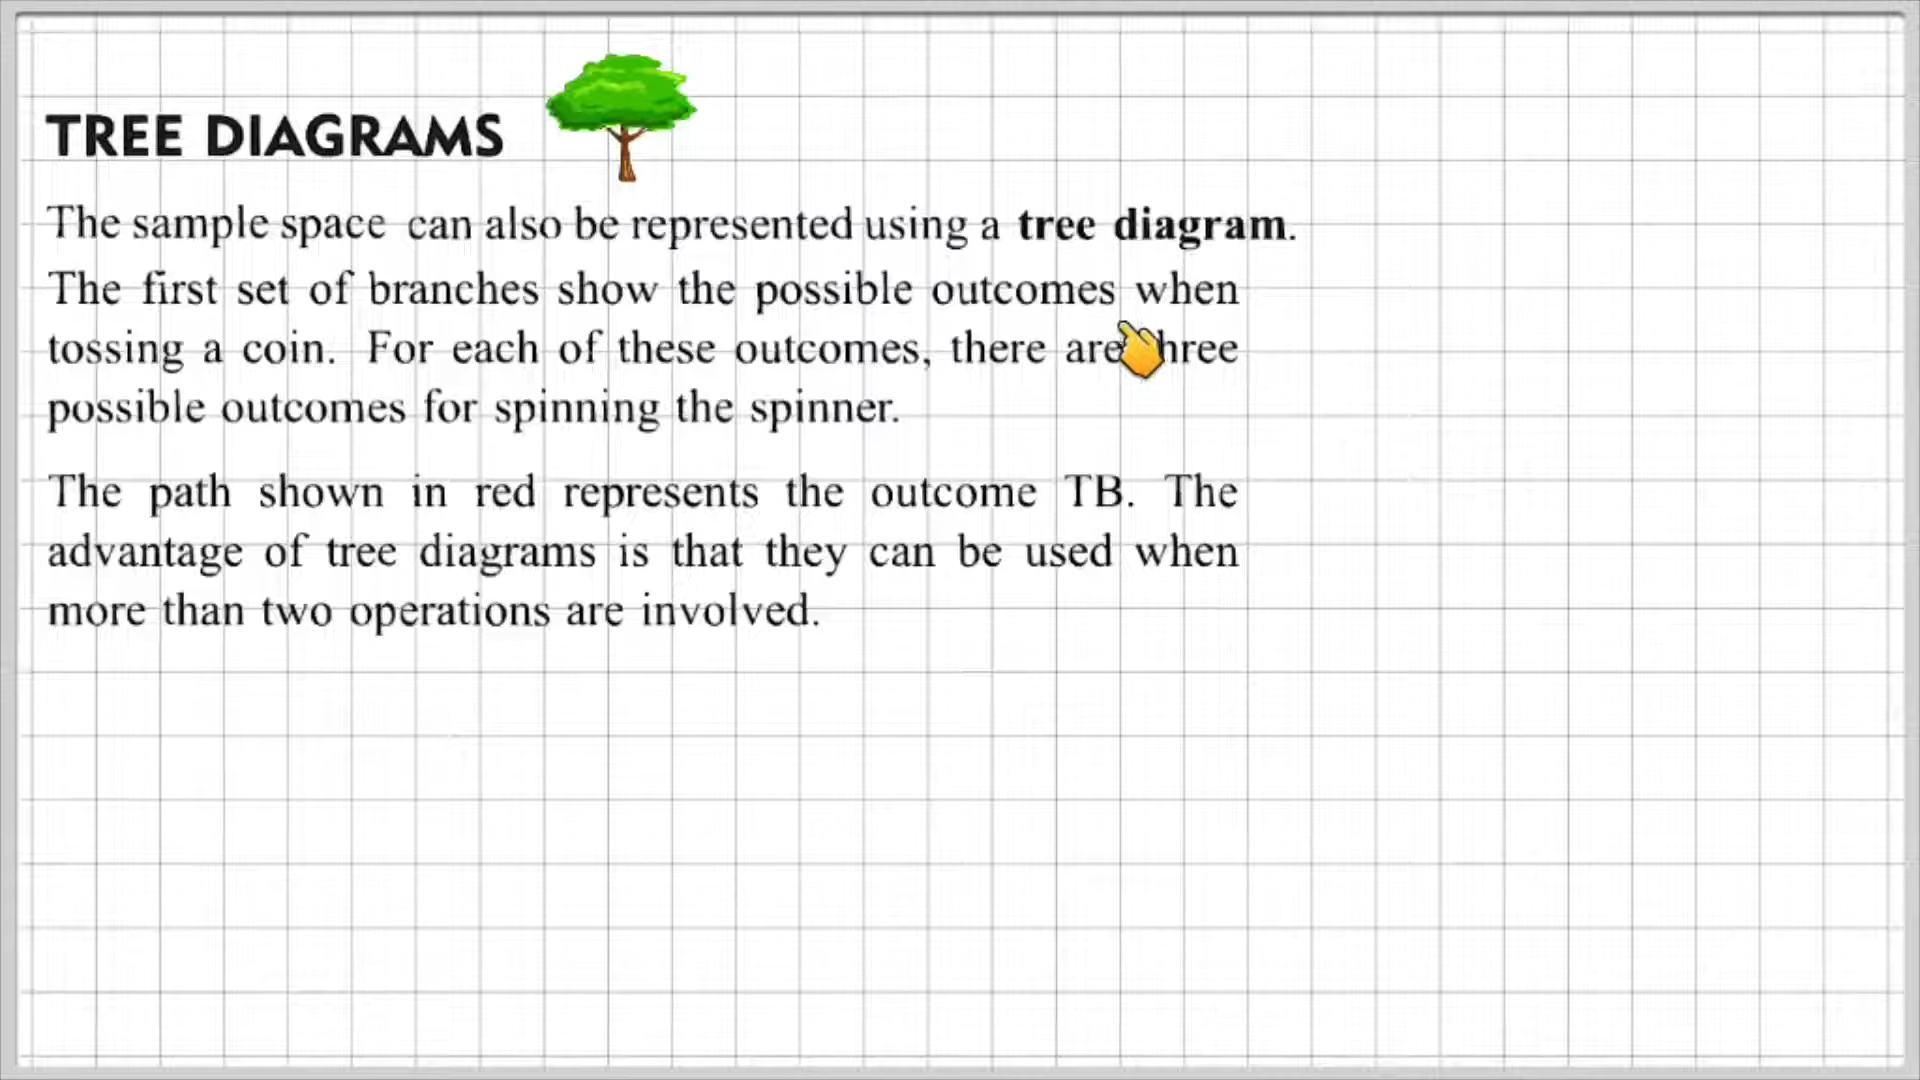 TREE DIAGRAMS
The sample space can also be represented using a tree diagram.
The first set of branches show the possible outcomes when
tossing a coin. For each of these outcomes, there are three
possible outcomes for spinning the spinner.
The path shown in red represents the outcome TB. The
advantage of tree diagrams is that they can be used when
more than two operations are involved.